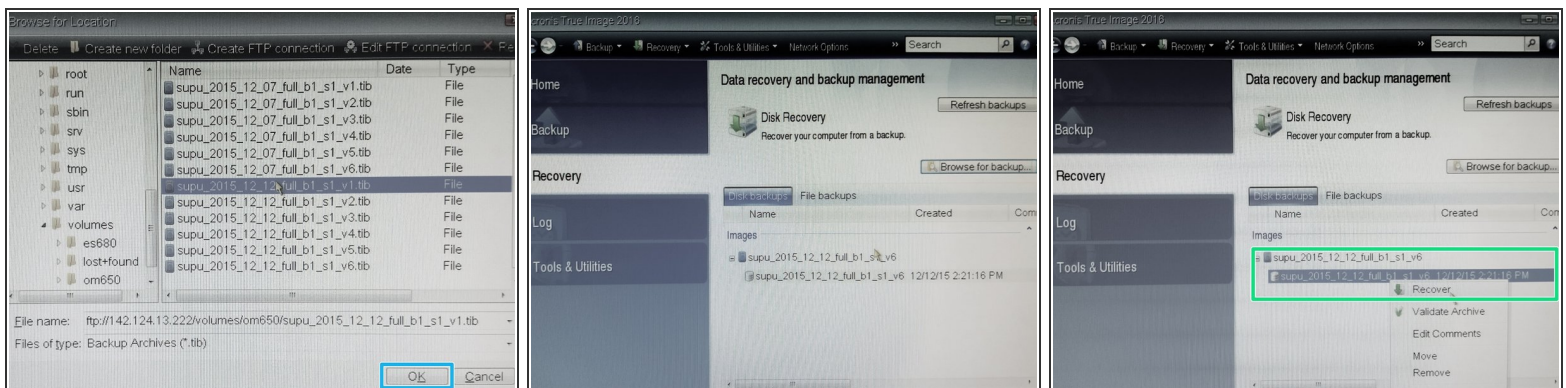 Browse for Location
Delete Create new folder Create FTP connection Edit FTP connection
Name Date Type
root
run
sbin
srv
sys
tmp
usr
var
volumes
es680
lost+found
om650
supu_2015_12_07_full_b1_s1_v1.tib File
supu_2015_12_07_full_b1_s1_v2.tib File
supu_2015_12_07_full_b1_s1_v3.tib File
supu_2015_12_07_full_b1_s1_v4.tib File
supu_2015_12_07_full_b1_s1_v5.tib File
supu_2015_12_07_full_b1_s1_v6.tib File
supu_2015_12_12_full_b1_s1_v1.tib File
supu_2015_12_12_full_b1_s1_v2.tib File
supu_2015_12_12_full_b1_s1_v3.tib File
supu_2015_12_12_full_b1_s1_v4.tib File
supu_2015_12_12_full_b1_s1_v5.tib File
supu_2015_12_12_full_b1_s1_v6.tib File
File name: ftp://142.124.13.222/volumes/om650/supu_2015_12_12_full_b1_s1_v1.tib
Files of type: Backup Archives (*.tib)
OK Cancel
cronis True Image 2016
Backup Recovery Tools & Utilities Network Options » Search
Home
Backup
Recovery
Log
Tools & Utilities
Data recovery and backup management
Refresh backups
Disk Recovery
Recover your computer from a backup.
Browse for backup...
Disk backups File backups
Name Created Com
Images
supu_2015_12_12_full_b1_s1_v6
supu_2015_12_12_full_b1_s1_v6 12/12/15 2:21:16 PM
cronis True Image 2016
Backup Recovery Tools & Utilities Network Options » Search
Home
Backup
Recovery
Log
Tools & Utilities
Data recovery and backup management
Refresh backups
Disk Recovery
Recover your computer from a backup.
Browse for backup...
Disk backups File backups
Name Created Com
Images
supu_2015_12_12_full_b1_s1_v6
supu_2015_12_12_full_b1_s1_v6 12/12/15 2:21:16 PM
Recover
Validate Archive
Edit Comments
Move
Remove